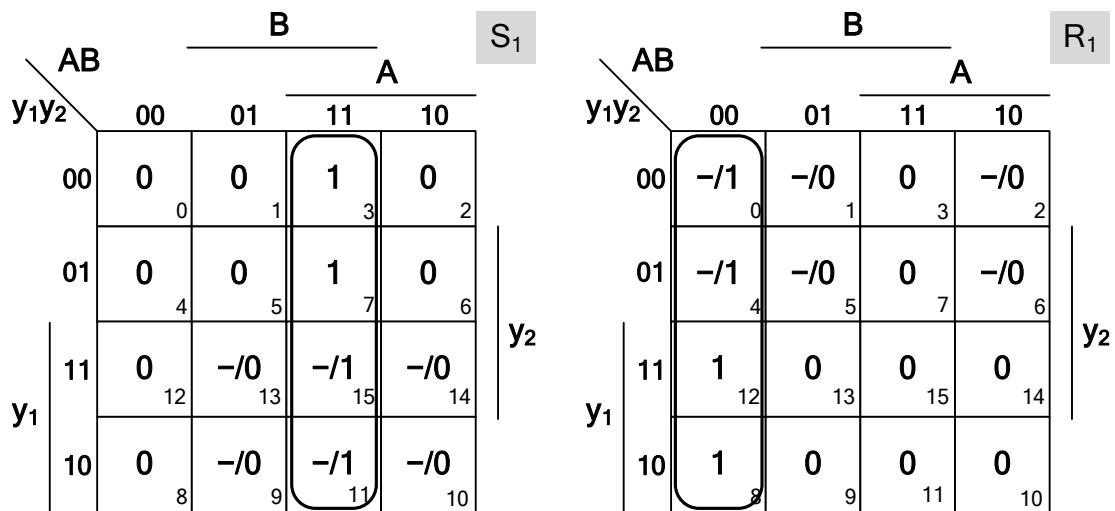 B S₁ B R₁
AB A AB A
y₁y₂ 00 01 11 10 y₁y₂ 00 01 11 10
00 0 0 1 0 00 −/1 −/0 0 −/0
0 1 3 2 0 1 3 2
01 0 0 1 0 01 −/1 −/0 0 −/0
4 5 7 6 4 5 7 6
y₂ y₂
11 0 −/0 −/1 −/0 11 1 0 0 0
12 13 15 14 12 13 15 14
y₁ y₁
10 0 −/0 −/1 −/0 10 1 0 0 0
8 9 11 10 8 9 11 10